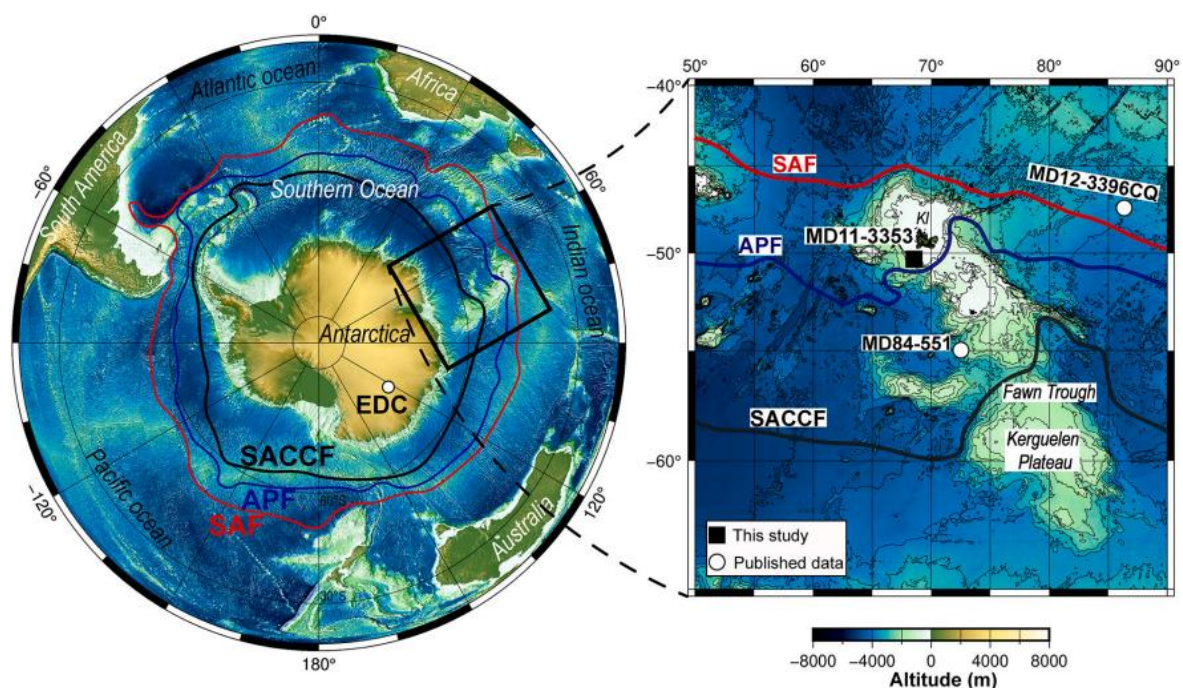 0°
Atlantic ocean
Africa
South America
−60°
60°
Southern Ocean
Indian ocean
Antarctica
EDC
SACCF
APF
SAF
60°S
30°S
Pacific ocean
−120°
Australia
120°
180°
50° 60° 70° 80° 90°
−40°
SAF
MD12-3396CQ
KI
MD11-3353
−50°
APF
MD84-551
Fawn Trough
SACCF
Kerguelen
Plateau
−60°
This study
Published data
−8000 −4000 0 4000 8000
Altitude (m)